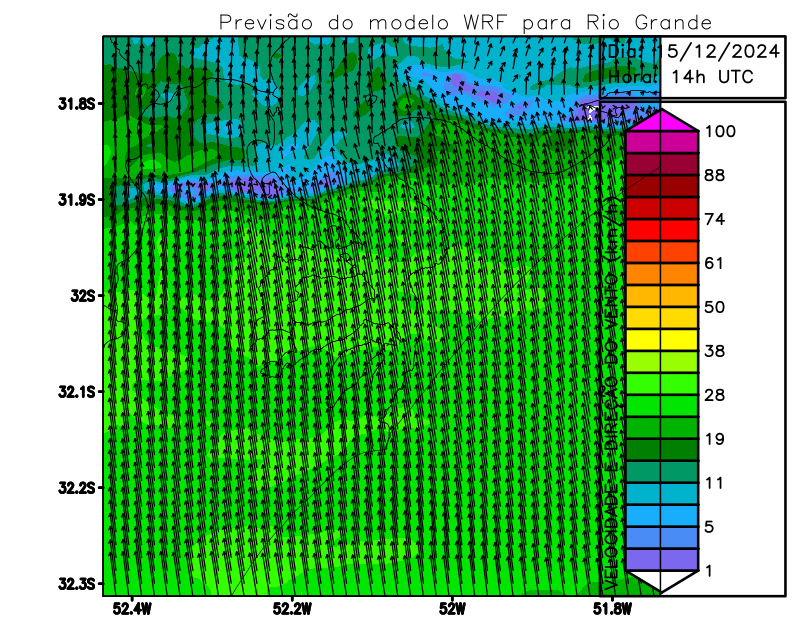 Previsão do modelo WRF para Rio Grande
Dia: 15/12/2024
Hora: 14h UTC
31.8S
31.9S
32S
32.1S
32.2S
32.3S
52.4W
52.2W
52W
51.8W
VELOCIDADE E DIREÇÃO DO VENTO (km/h)
100
88
74
61
50
38
28
19
11
5
1